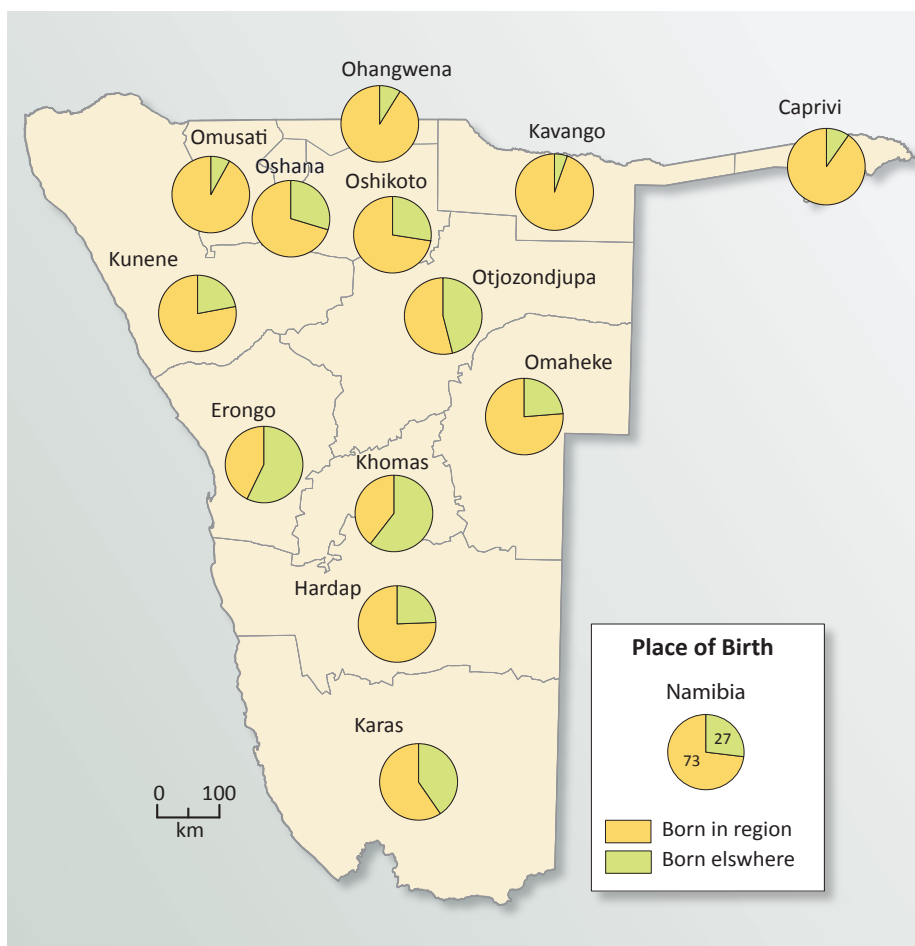 Ohangwena
Caprivi
Omusati
Kavango
Oshana
Oshikoto
Kunene
Otjozondjupa
Omaheke
Erongo
Khomas
Hardap
Karas
0 100
km
Place of Birth
Namibia
27
73
Born in region
Born elswhere